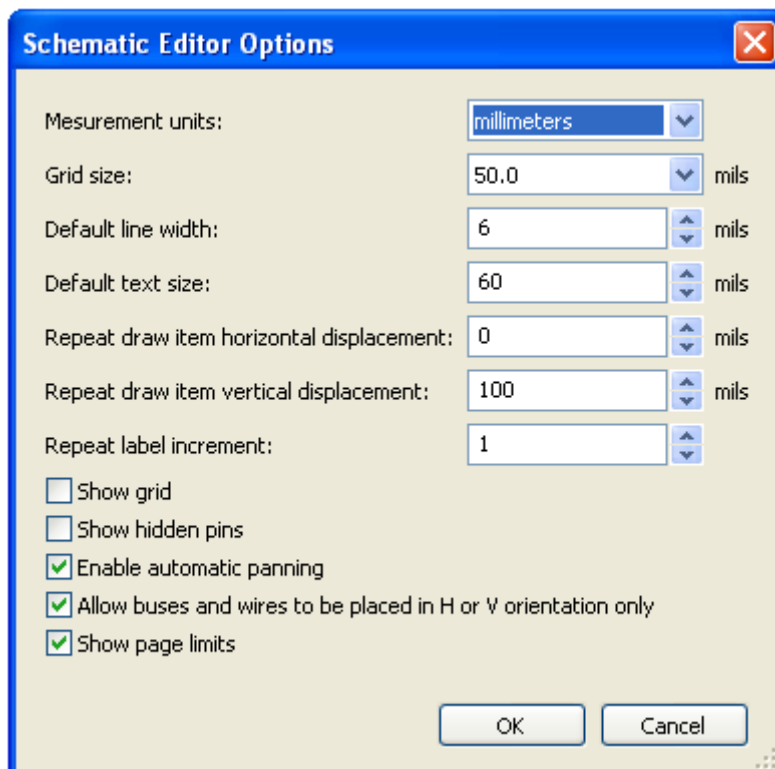 Schematic Editor Options
Mesurement units: millimeters
Grid size: 50.0 mils
Default line width: 6 mils
Default text size: 60 mils
Repeat draw item horizontal displacement: 0 mils
Repeat draw item vertical displacement: 100 mils
Repeat label increment: 1
Show grid
Show hidden pins
Enable automatic panning
Allow buses and wires to be placed in H or V orientation only
Show page limits
OK Cancel